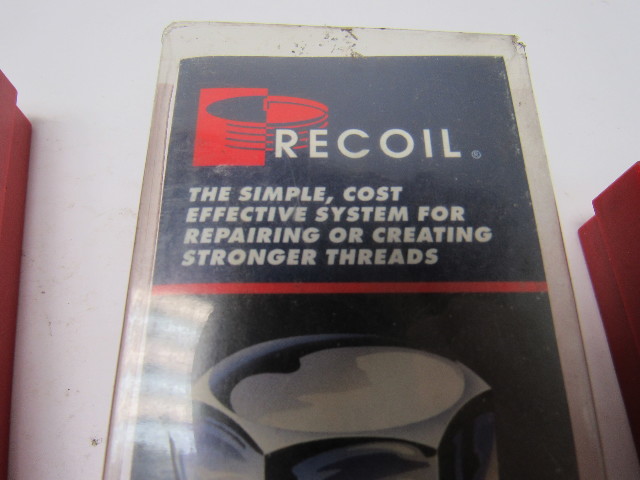 RECOIL®
THE SIMPLE, COST
EFFECTIVE SYSTEM FOR
REPAIRING OR CREATING
STRONGER THREADS